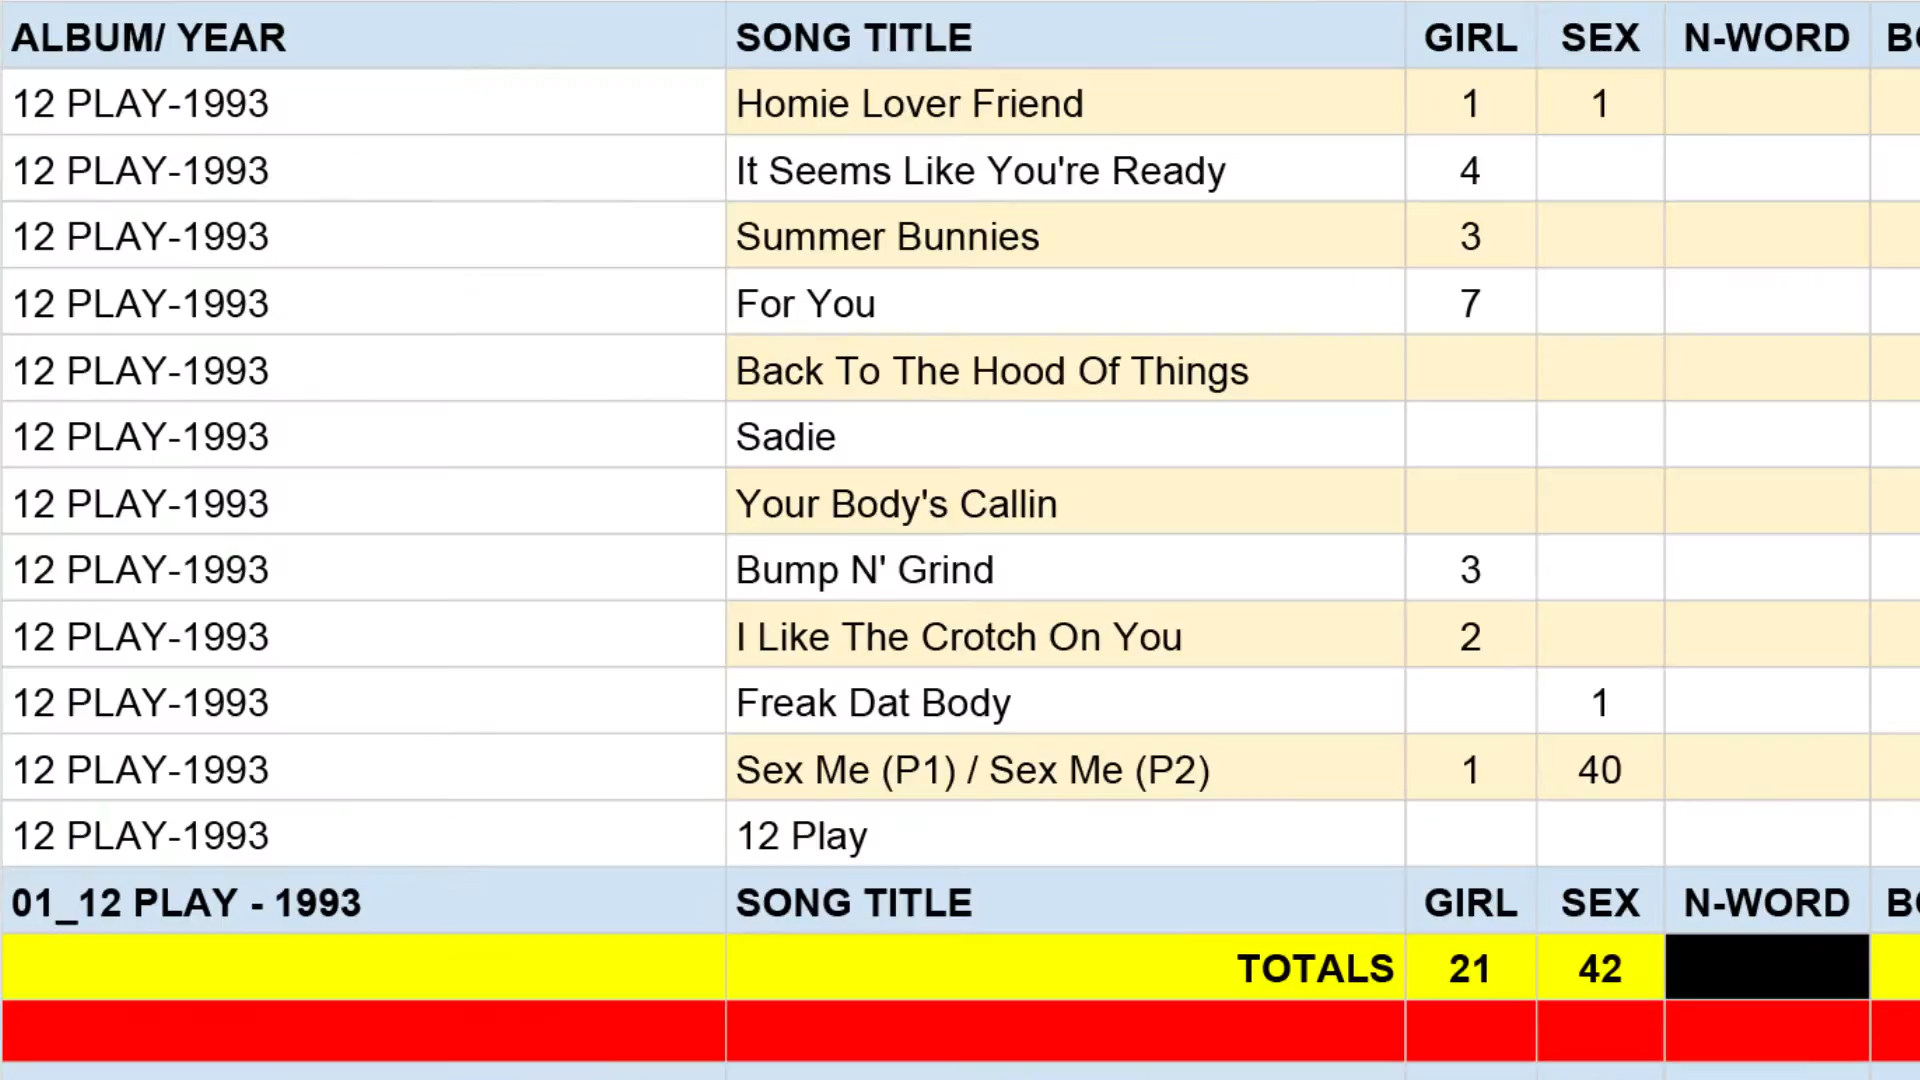 ALBUM/ YEAR SONG TITLE GIRL SEX N-WORD
12 PLAY-1993 Homie Lover Friend 1 1
12 PLAY-1993 It Seems Like You're Ready 4
12 PLAY-1993 Summer Bunnies 3
12 PLAY-1993 For You 7
12 PLAY-1993 Back To The Hood Of Things
12 PLAY-1993 Sadie
12 PLAY-1993 Your Body's Callin
12 PLAY-1993 Bump N' Grind 3
12 PLAY-1993 I Like The Crotch On You 2
12 PLAY-1993 Freak Dat Body 1
12 PLAY-1993 Sex Me (P1) / Sex Me (P2) 1 40
12 PLAY-1993 12 Play
01_12 PLAY - 1993 SONG TITLE GIRL SEX N-WORD
TOTALS 21 42